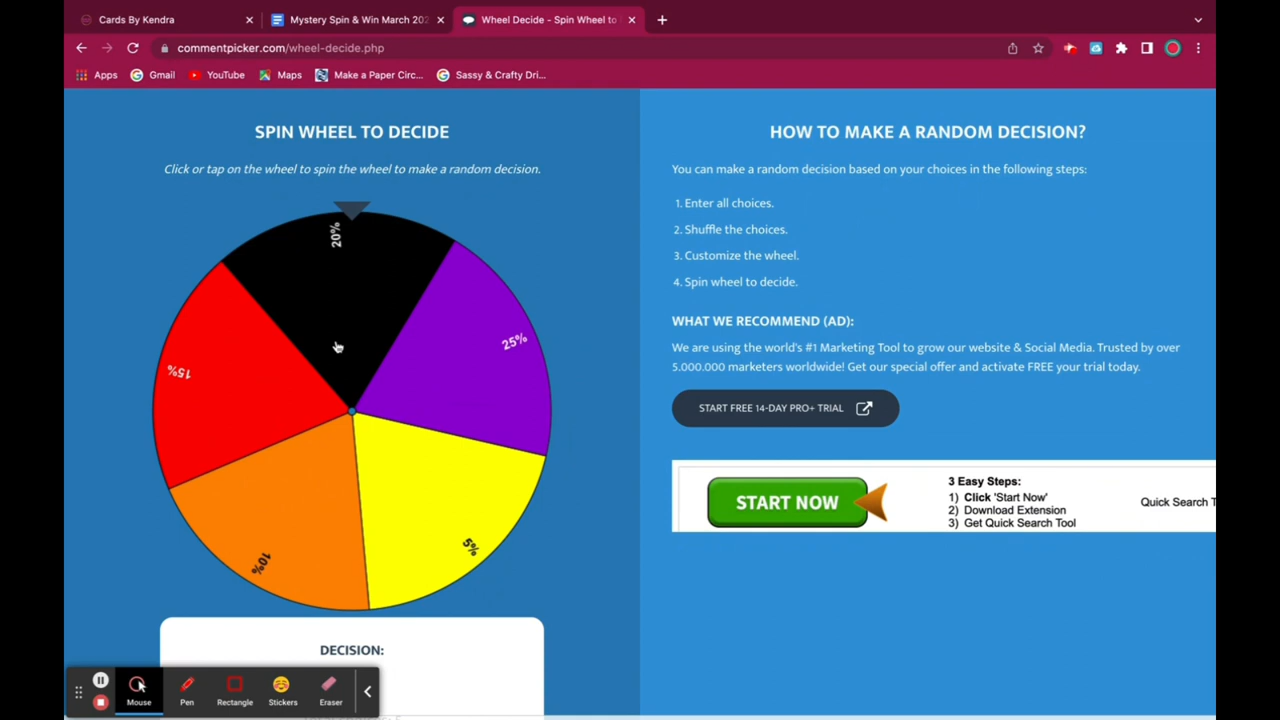 Cards By Kendra
Mystery Spin & Win March 202
Wheel Decide - Spin Wheel to
commentpicker.com/wheel-decide.php
Apps
Gmail
YouTube
Maps
Make a Paper Circ...
Sassy & Crafty Dri...
SPIN WHEEL TO DECIDE
Click or tap on the wheel to spin the wheel to make a random decision.
20%
25%
15%
5%
10%
DECISION:
HOW TO MAKE A RANDOM DECISION?
You can make a random decision based on your choices in the following steps:
1. Enter all choices.
2. Shuffle the choices.
3. Customize the wheel.
4. Spin wheel to decide.
WHAT WE RECOMMEND (AD):
We are using the world's #1 Marketing Tool to grow our website & Social Media. Trusted by over
5.000.000 marketers worldwide! Get our special offer and activate FREE your trial today.
START FREE 14-DAY PRO+ TRIAL
START NOW
3 Easy Steps:
1) Click 'Start Now'
2) Download Extension
3) Get Quick Search Tool
Quick Search T
Mouse
Pen
Rectangle
Stickers
Eraser